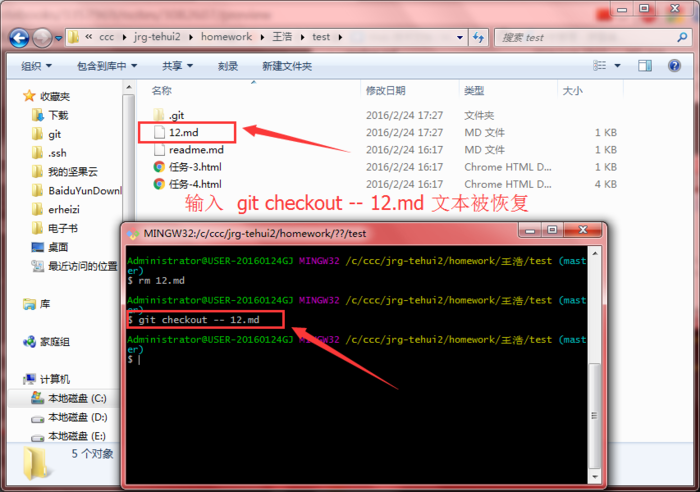 « ccc ▸ jrg-tehui2 ▸ homework ▸ 王浩 ▸ test ▸
搜索 test
组织 包含到库中 共享 刻录 新建文件夹
名称 修改日期 类型 大小
收藏夹
下载
git
.ssh
我的坚果云
BaiduYunDownl
erheizi
电子书
桌面
最近访问的位置
库
家庭组
计算机
本地磁盘 (C:)
本地磁盘 (D:)
本地磁盘 (E:)
.git 2016/2/24 17:27 文件夹
12.md 2016/2/24 17:27 MD 文件 1 KB
readme.md 2016/2/24 16:17 MD 文件 1 KB
任务-3.html 2016/2/24 16:17 Chrome HTML D... 1 KB
任务-4.html 2016/2/24 16:17 Chrome HTML D... 4 KB
输入 git checkout -- 12.md 文本被恢复
MINGW32:/c/ccc/jrg-tehui2/homework/??/test
Administrator@USER-20160124GJ MINGW32 /c/ccc/jrg-tehui2/homework/王浩/test (mast
er)
$ rm 12.md
Administrator@USER-20160124GJ MINGW32 /c/ccc/jrg-tehui2/homework/王浩/test (mast
er)
$ git checkout -- 12.md
Administrator@USER-20160124GJ MINGW32 /c/ccc/jrg-tehui2/homework/王浩/test (mast
er)
$
5 个对象